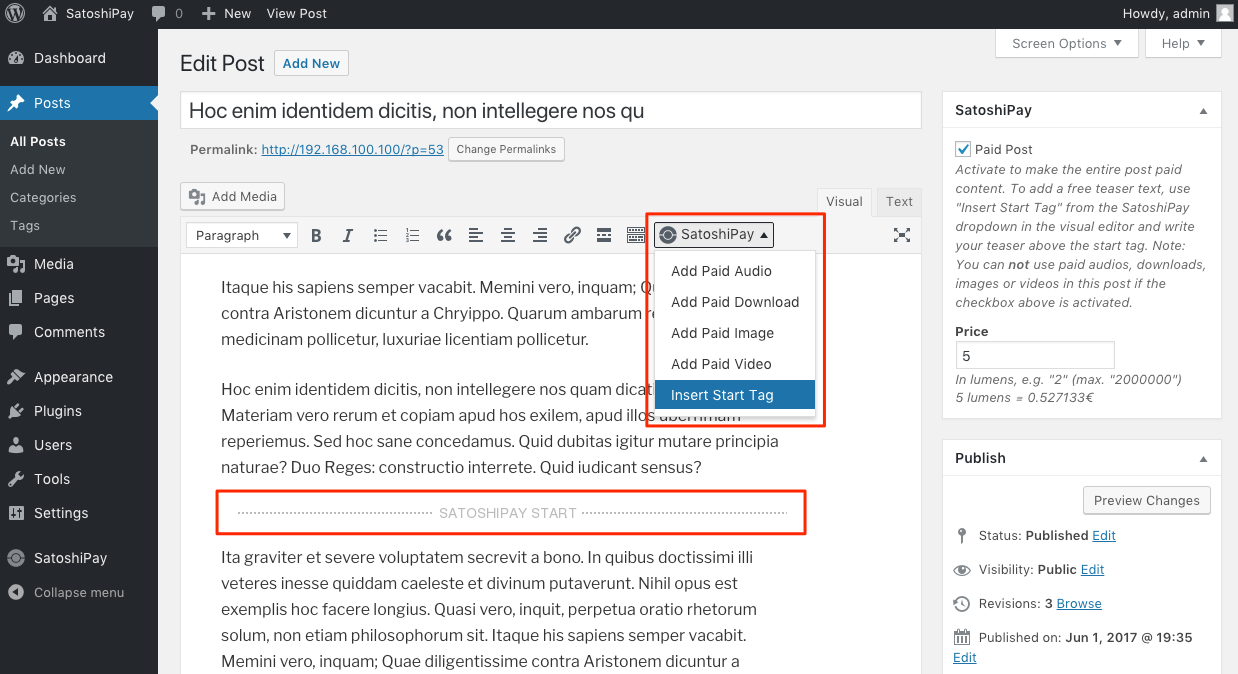 SatoshiPay 0 New View Post Howdy, admin
Dashboard
Posts
All Posts
Add New
Categories
Tags
Media
Pages
Comments
Appearance
Plugins
Users
Tools
Settings
SatoshiPay
Collapse menu
Screen Options Help
Edit Post Add New
Hoc enim identidem dicitis, non intellegere nos qu
Permalink: http://192.168.100.100/?p=53 Change Permalinks
Add Media
Visual Text
Paragraph B I SatoshiPay
Add Paid Audio
Add Paid Download
Add Paid Image
Add Paid Video
Insert Start Tag
Itaque his sapiens semper vacabit. Memini vero, inquam;
contra Aristonem dicuntur a Chryippo. Quarum ambarum
medicinam pollicetur, luxuriae licentiam pollicetur.
Hoc enim identidem dicitis, non intellegere nos quam
Materiam vero rerum et copiam apud hos exilem, apud illos uberrimam
reperiemus. Sed hoc sane concedamus. Quid dubitas igitur mutare principia
naturae? Duo Reges: constructio interrete. Quid iudicant sensus?
SATOSHIPAY START
Ita graviter et severe voluptatem secrevit a bono. In quibus doctissimi illi
veteres inesse quiddam caeleste et divinum putaverunt. Nihil opus est
exemplis hoc facere longius. Quasi vero, inquit, perpetua oratio rhetorum
solum, non etiam philosophorum sit. Itaque his sapiens semper vacabit.
Memini vero, inquam; Quae diligentissime contra Aristonem dicuntur a
SatoshiPay
Paid Post
Activate to make the entire post paid
content. To add a free teaser text, use
"Insert Start Tag" from the SatoshiPay
dropdown in the visual editor and write
your teaser above the start tag. Note:
You can not use paid audios, downloads,
images or videos in this post if the
checkbox above is activated.
Price
5
In lumens, e.g. "2" (max. "2000000")
5 lumens = 0.527133€
Publish
Preview Changes
Status: Published Edit
Visibility: Public Edit
Revisions: 3 Browse
Published on: Jun 1, 2017 @ 19:35
Edit